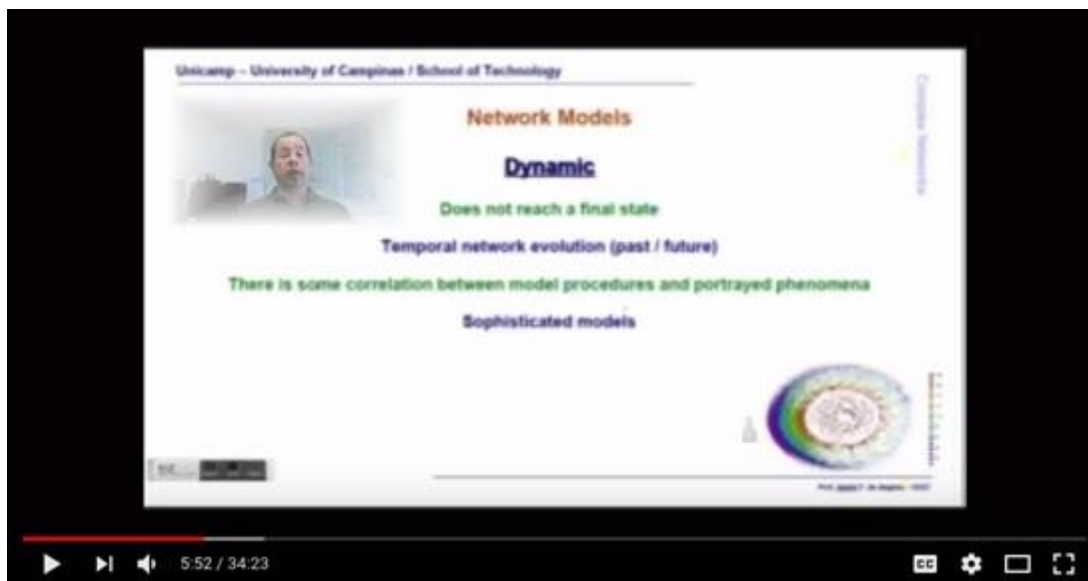 Unicamp – University of Campinas / School of Technology
Complex Networks
Network Models
Dynamic
Does not reach a final state
Temporal network evolution (past / future)
There is some correlation between model procedures and portrayed phenomena
Sophisticated models
5:52 / 34:23
CC